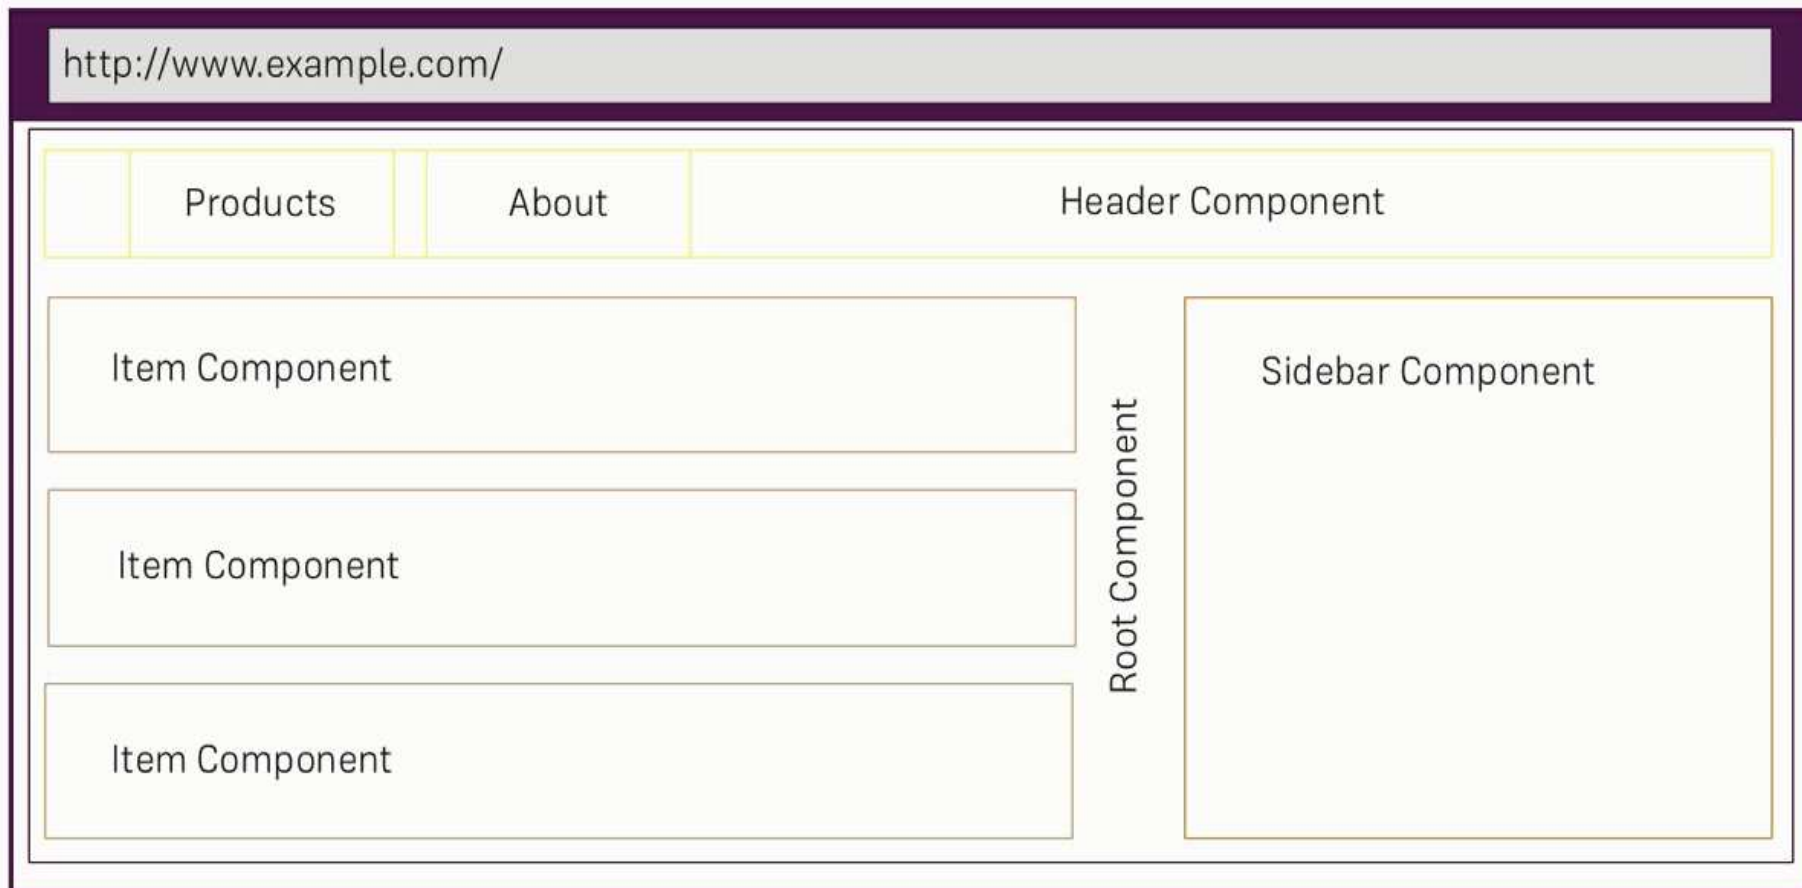 http://www.example.com/
Products
About
Header Component
Item Component
Item Component
Item Component
Root Component
Sidebar Component